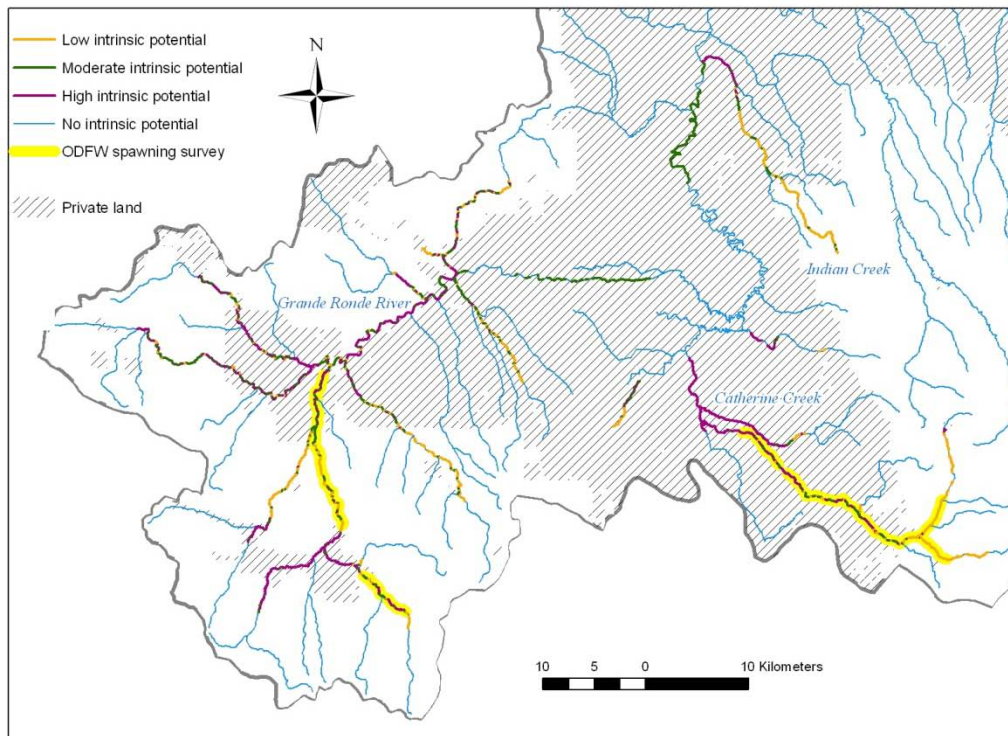 Low intrinsic potential
Moderate intrinsic potential
High intrinsic potential
No intrinsic potential
ODFW spawning survey
Private land
N
Indian Creek
Grande Ronde River
Catherine Creek
10 5 0 10 Kilometers